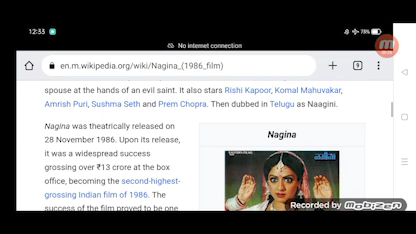 12:33
73%
No internet connection
en.m.wikipedia.org/wiki/Nagina_(1986_film)
9
spouse at the hands of an evil saint. It also stars Rishi Kapoor, Komal Mahuvakar,
Amrish Puri, Sushma Seth and Prem Chopra. Then dubbed in Telugu as Naagini.
Nagina was theatrically released on
28 November 1986. Upon its release,
it was a widespread success
grossing over ₹13 crore at the box
office, becoming the second-highest-
grossing Indian film of 1986. The
success of the film proved to be one
Nagina
Recorded by Mobizen